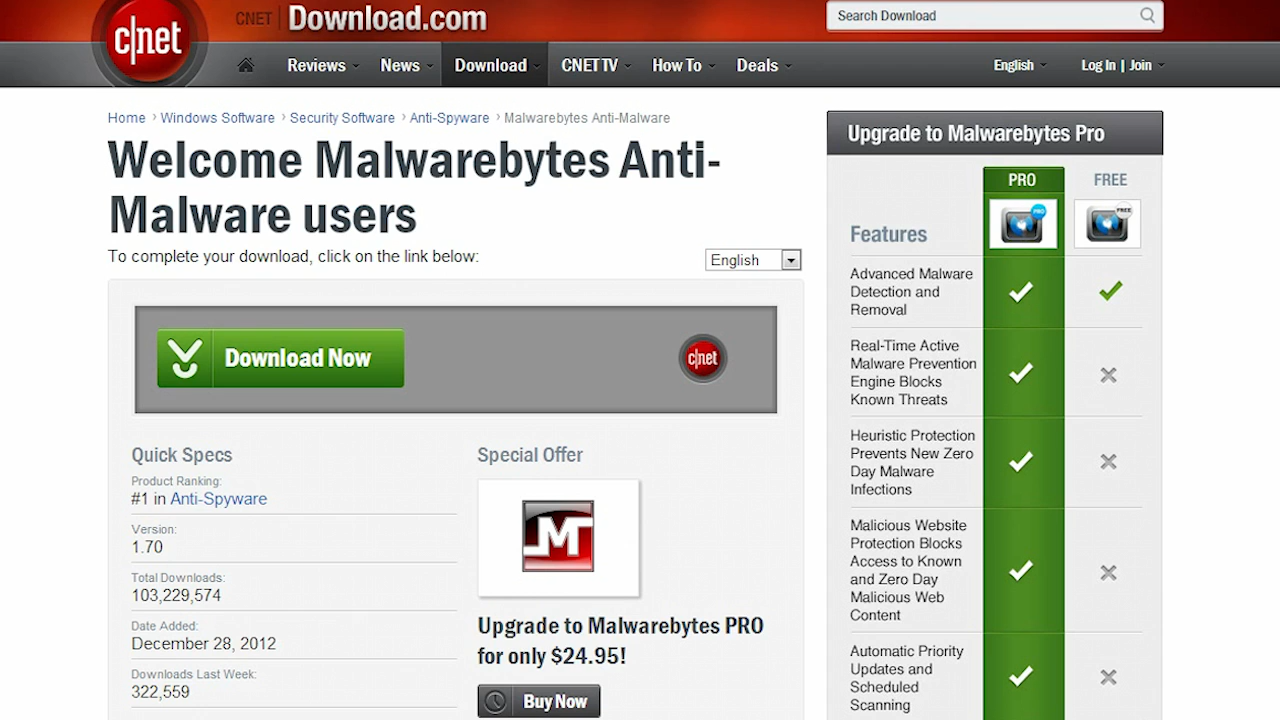 c|net
CNET
Download.com
Search Download
Reviews
News
Download
CNET TV
How To
Deals
English
Log In | Join
Home › Windows Software › Security Software › Anti-Spyware › Malwarebytes Anti-Malware
Welcome Malwarebytes Anti-
Malware users
To complete your download, click on the link below:
English
Download Now
c|net
Quick Specs
Product Ranking:
#1 in Anti-Spyware
Version:
1.70
Total Downloads:
103,229,574
Date Added:
December 28, 2012
Downloads Last Week:
322,559
Special Offer
M
Upgrade to Malwarebytes PRO
for only $24.95!
Buy Now
Upgrade to Malwarebytes Pro
PRO
FREE
PRO
FREE
Features
Advanced Malware
Detection and
Removal
Real-Time Active
Malware Prevention
Engine Blocks
Known Threats
Heuristic Protection
Prevents New Zero
Day Malware
Infections
Malicious Website
Protection Blocks
Access to Known
and Zero Day
Malicious Web
Content
Automatic Priority
Updates and
Scheduled
Scanning